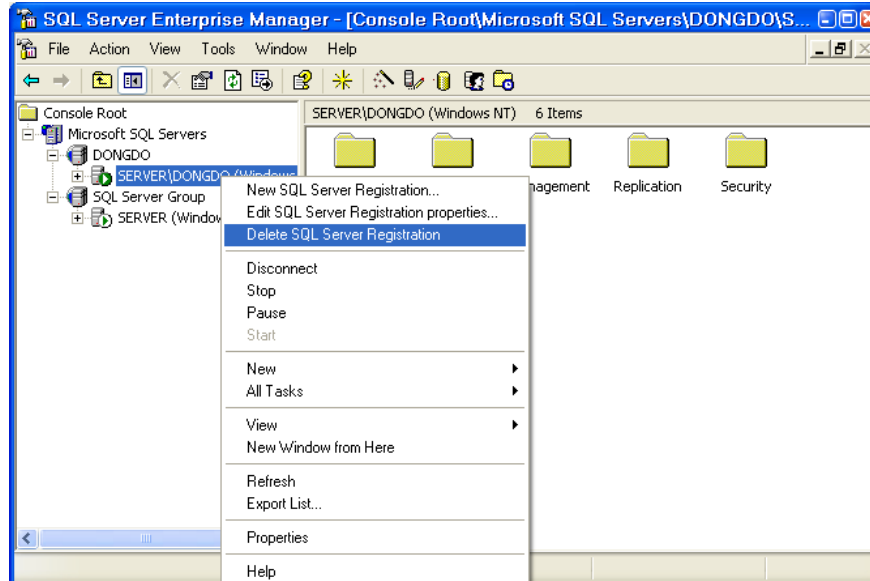 SQL Server Enterprise Manager - [Console Root\Microsoft SQL Servers\DONGDO\S...
File Action View Tools Window Help
Console Root
Microsoft SQL Servers
DONGDO
SERVER\DONGDO (Windows
SQL Server Group
SERVER (Window
SERVER\DONGDO (Windows NT) 6 Items
Replication Security
New SQL Server Registration...
Edit SQL Server Registration properties...
Delete SQL Server Registration
Disconnect
Stop
Pause
Start
New
All Tasks
View
New Window from Here
Refresh
Export List...
Properties
Help